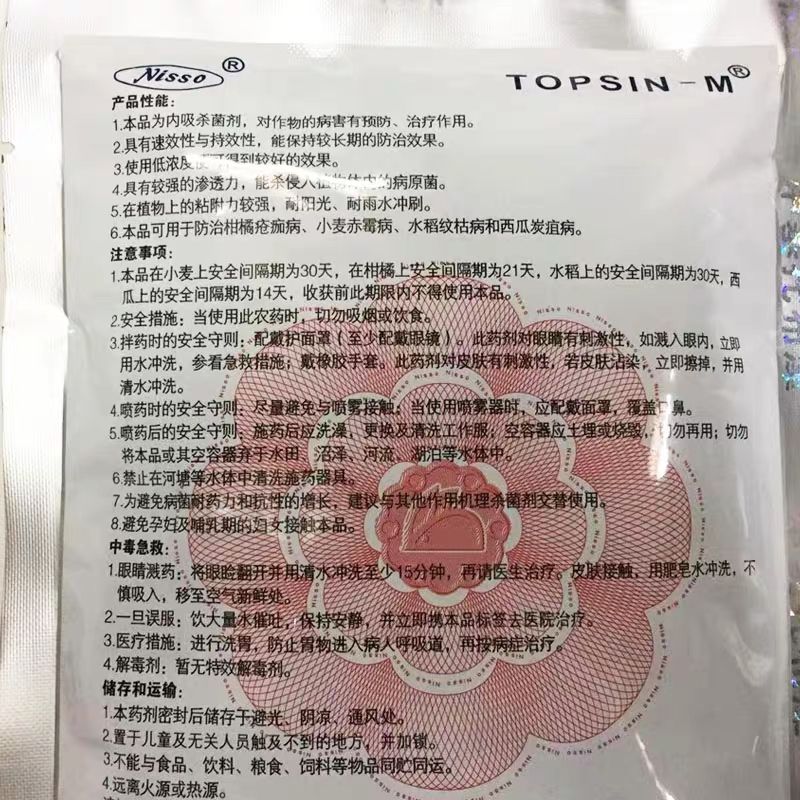 Nisso®
TOPSIN-M®
产品性能：
1.本品为内吸杀菌剂，对作物的病害有预防、治疗作用。
2.具有速效性与持效性，能保持较长期的防治效果。
3.使用低浓度便可得到较好的效果。
4.具有较强的渗透力，能杀侵入植物体内的病原菌。
5.在植物上的粘附力较强，耐阳光、耐雨水冲刷。
6.本品可用于防治柑橘疮痂病、小麦赤霉病、水稻纹枯病和西瓜炭疽病。
注意事项：
1.本品在小麦上安全间隔期为30天，在柑橘上安全间隔期为21天，水稻上的安全间隔期为30天，西
瓜上的安全间隔期为14天，收获前此期限内不得使用本品。
2.安全措施：当使用此农药时，切勿吸烟或饮食。
3.拌药时的安全守则：配戴护面罩（至少配戴眼镜）。此药剂对眼睛有刺激性，如溅入眼内，立即
用水冲洗，参看急救措施；戴橡胶手套。此药剂对皮肤有刺激性，若皮肤沾染，立即擦掉，并用
清水冲洗。
4.喷药时的安全守则：尽量避免与喷雾接触；当使用喷雾器时，应配戴面罩，覆盖口鼻。
5.喷药后的安全守则：施药后应洗澡，更换及清洗工作服；空容器应土埋或烧毁，切勿再用；切勿
将本品或其空容器弃于水田、沼泽、河流、湖泊等水体中。
6.禁止在河塘等水体中清洗施药器具。
7.为避免病菌耐药力和抗性的增长，建议与其他作用机理杀菌剂交替使用。
8.避免孕妇及哺乳期的妇女接触本品。
中毒急救：
1.眼睛溅药：将眼睑翻开并用清水冲洗至少15分钟，再请医生治疗。皮肤接触，用肥皂水冲洗，不
慎吸入，移至空气新鲜处。
2.一旦误服：饮大量水催吐，保持安静，并立即携本品标签去医院治疗。
3.医疗措施：进行洗胃，防止胃物进入病人呼吸道，再按病症治疗。
4.解毒剂：暂无特效解毒剂。
储存和运输：
1.本药剂密封后储存于避光、阴凉、通风处。
2.置于儿童及无关人员触及不到的地方，并加锁。
3.不能与食品、饮料、粮食、饲料等物品同贮同运。
4.远离火源或热源。